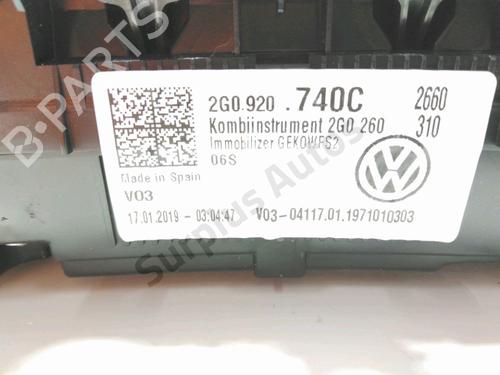 2G0.920 .740C 2660
Kombiinstrument 2G0 260 310
Immobilizer GEKOWFS2
06S
Made in Spain
V03
17.01.2019 - 03:04:47 V03-04117.01.1971010303
B-PARTS
Surplus Autos